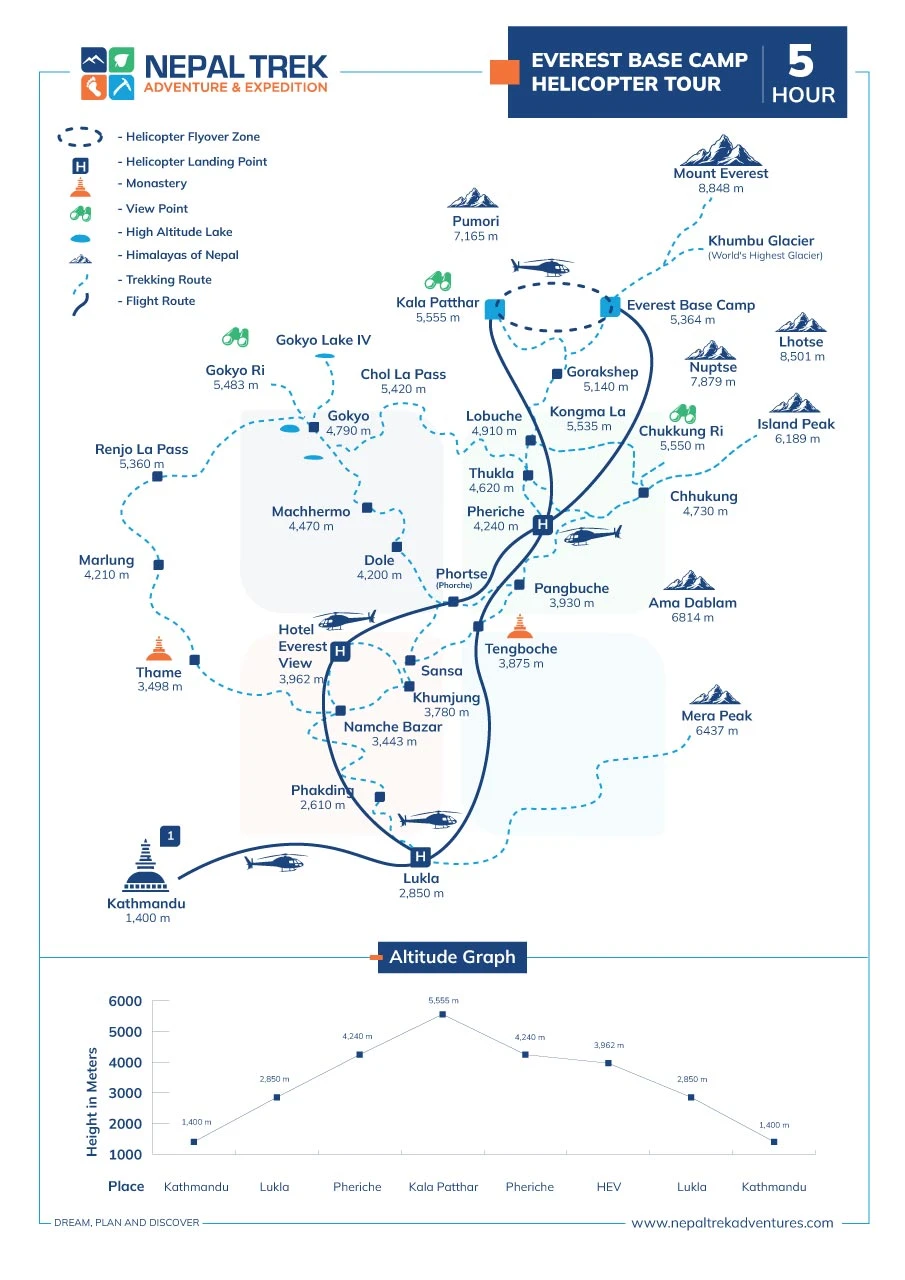 NEPAL TREK
ADVENTURE & EXPEDITION
EVEREST BASE CAMP
HELICOPTER TOUR
5
HOUR
- Helicopter Flyover Zone
H
- Helicopter Landing Point
- Monastery
- View Point
- High Altitude Lake
- Himalayas of Nepal
- Trekking Route
- Flight Route
Mount Everest
8,848 m
Pumori
7,165 m
Khumbu Glacier
(World's Highest Glacier)
Kala Patthar
5,555 m
Everest Base Camp
5,364 m
Lhotse
8,501 m
Gokyo Lake IV
Gokyo Ri
5,483 m
Chol La Pass
5,420 m
Gorakshep
5,140 m
Nuptse
7,879 m
Gokyo
4,790 m
Lobuche
4,910 m
Kongma La
5,535 m
Chukkung Ri
5,550 m
Island Peak
6,189 m
Renjo La Pass
5,360 m
Thukla
4,620 m
Chhukung
4,730 m
Machhermo
4,470 m
Pheriche
4,240 m
H
Marlung
4,210 m
Dole
4,200 m
Phortse
(Phorche)
Pangbuche
3,930 m
Ama Dablam
6814 m
Hotel
Everest
View
3,962 m
H
Tengboche
3,875 m
Thame
3,498 m
Sansa
Khumjung
3,780 m
Namche Bazar
3,443 m
Mera Peak
6437 m
Phakding
2,610 m
1
H
Lukla
2,850 m
Kathmandu
1,400 m
Altitude Graph
Height in Meters
6000
5000
4000
3000
2000
1000
1,400 m
2,850 m
4,240 m
5,555 m
4,240 m
3,962 m
2,850 m
1,400 m
Place Kathmandu Lukla Pheriche Kala Patthar Pheriche HEV Lukla Kathmandu
DREAM, PLAN AND DISCOVER
www.nepaltrekadventures.com